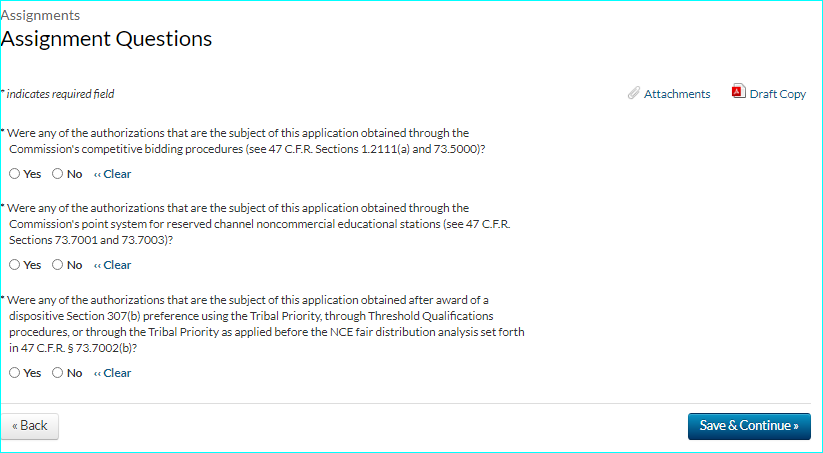 Assignments
Assignment Questions
* indicates required field
Attachments
Draft Copy
* Were any of the authorizations that are the subject of this application obtained through the
Commission's competitive bidding procedures (see 47 C.F.R. Sections 1.2111(a) and 73.5000)?
Yes No ‹‹ Clear
* Were any of the authorizations that are the subject of this application obtained through the
Commission's point system for reserved channel noncommercial educational stations (see 47 C.F.R.
Sections 73.7001 and 73.7003)?
Yes No ‹‹ Clear
* Were any of the authorizations that are the subject of this application obtained after award of a
dispositive Section 307(b) preference using the Tribal Priority, through Threshold Qualifications
procedures, or through the Tribal Priority as applied before the NCE fair distribution analysis set forth
in 47 C.F.R. § 73.7002(b)?
Yes No ‹‹ Clear
« Back
Save & Continue »